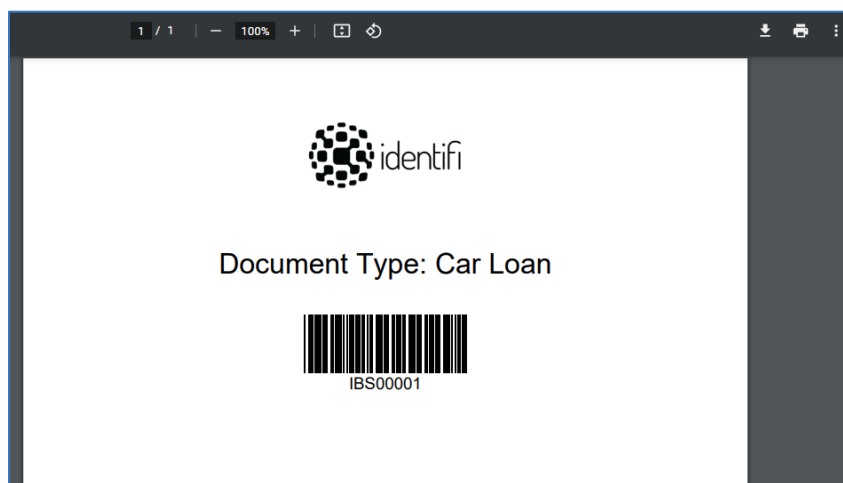 1 / 1 | − 100% + |
identifi
Document Type: Car Loan
IBS00001